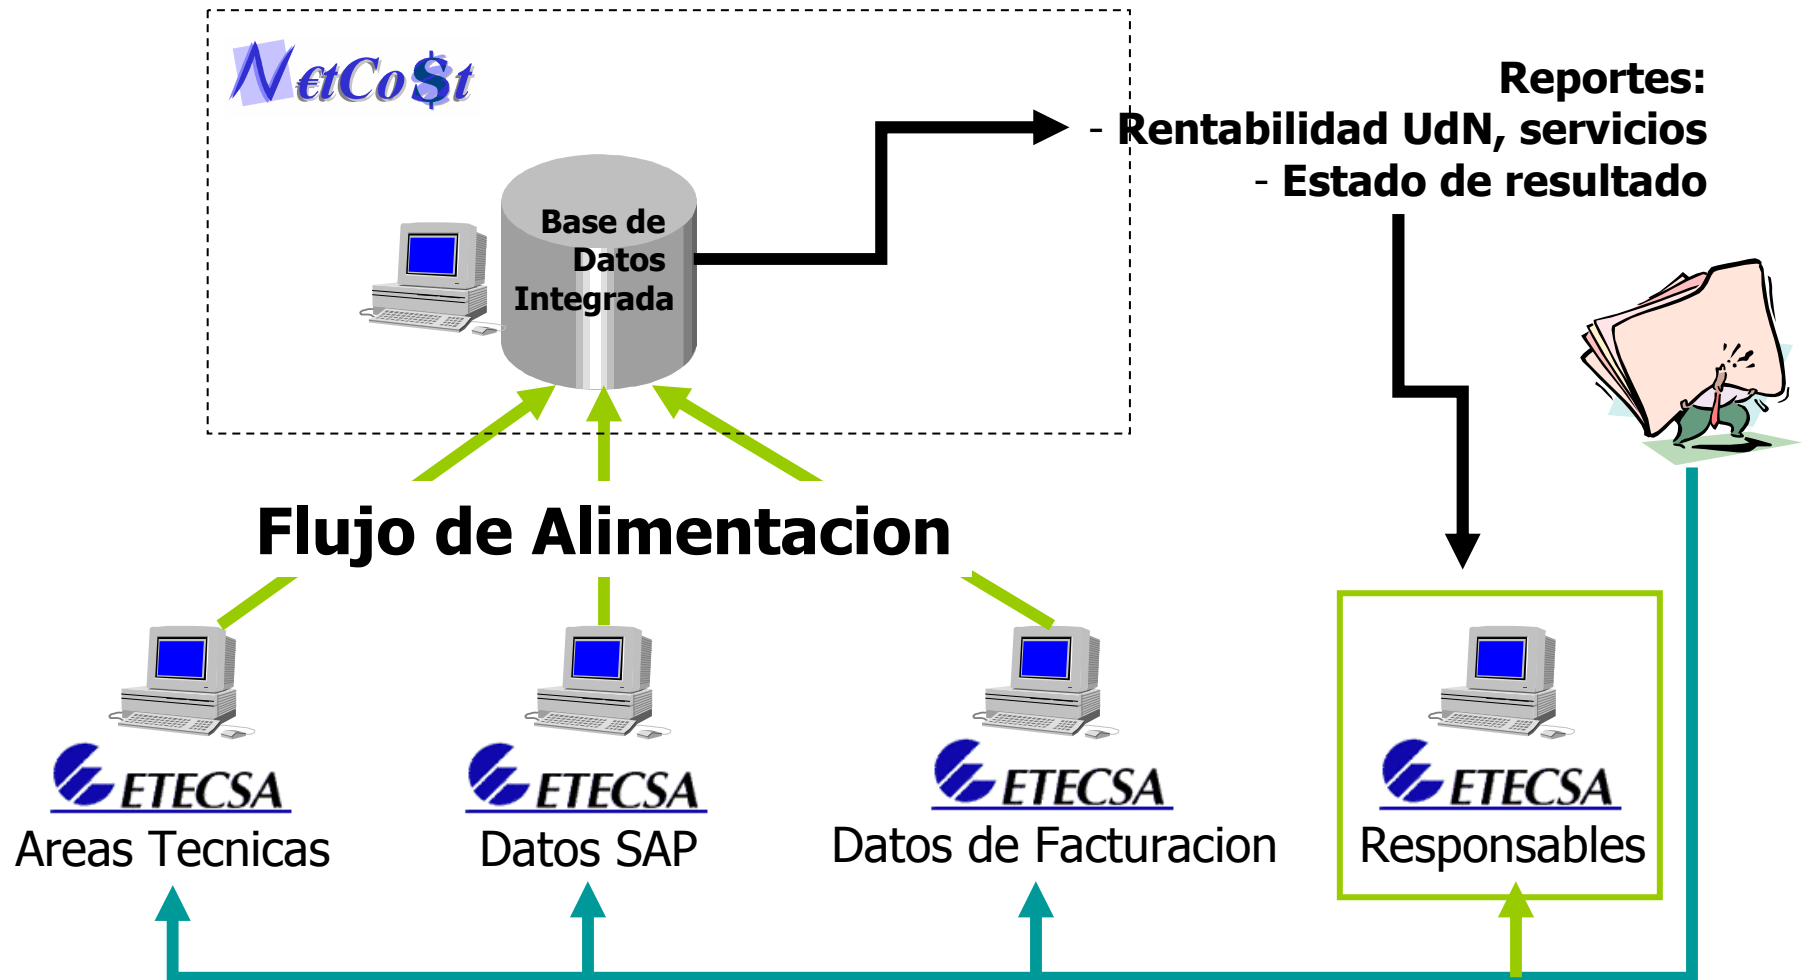 N€tCo$t
Reportes:
- Rentabilidad UdN, servicios
- Estado de resultado
Base de
Datos
Integrada
Flujo de Alimentacion
ETECSA
Areas Tecnicas
ETECSA
Datos SAP
ETECSA
Datos de Facturacion
ETECSA
Responsables